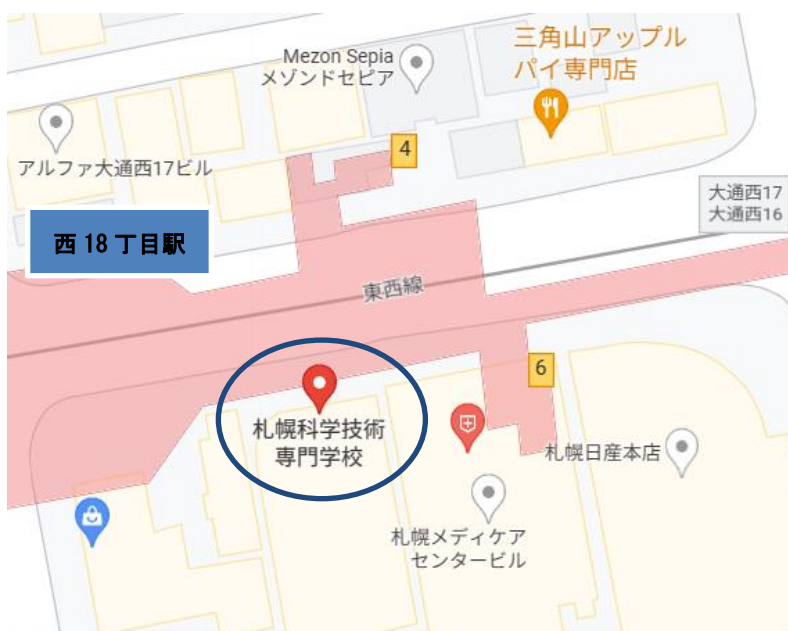 Mezon Sepia
メゾンドセピア
三角山アップル
パイ専門店
アルファ大通西17ビル
4
大通西17
大通西16
西 18 丁目駅
東西線
6
札幌科学技術
専門学校
札幌日産本店
札幌メディケア
センタービル